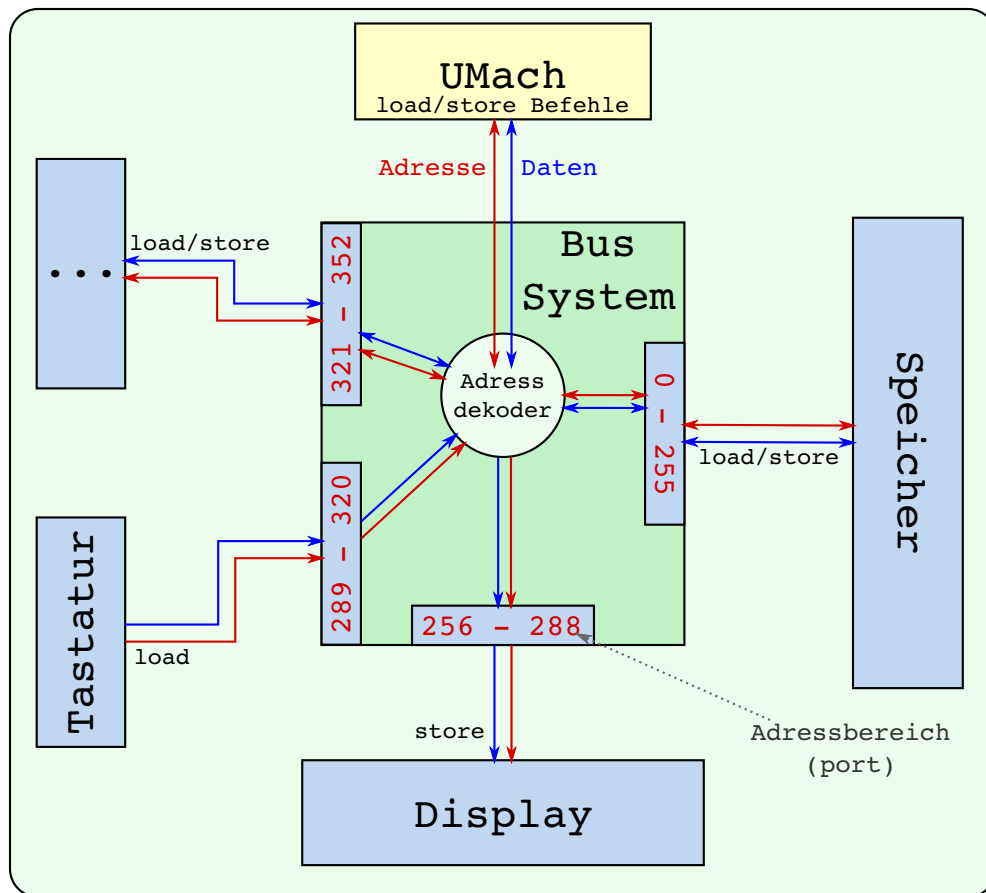 UMach
load/store Befehle
Adresse
Daten
...
load/store
321 - 352
Bus
System
Adress
dekoder
0 - 255
load/store
Speicher
Tastatur
load
289 - 320
256 - 288
store
Adressbereich
(port)
Display